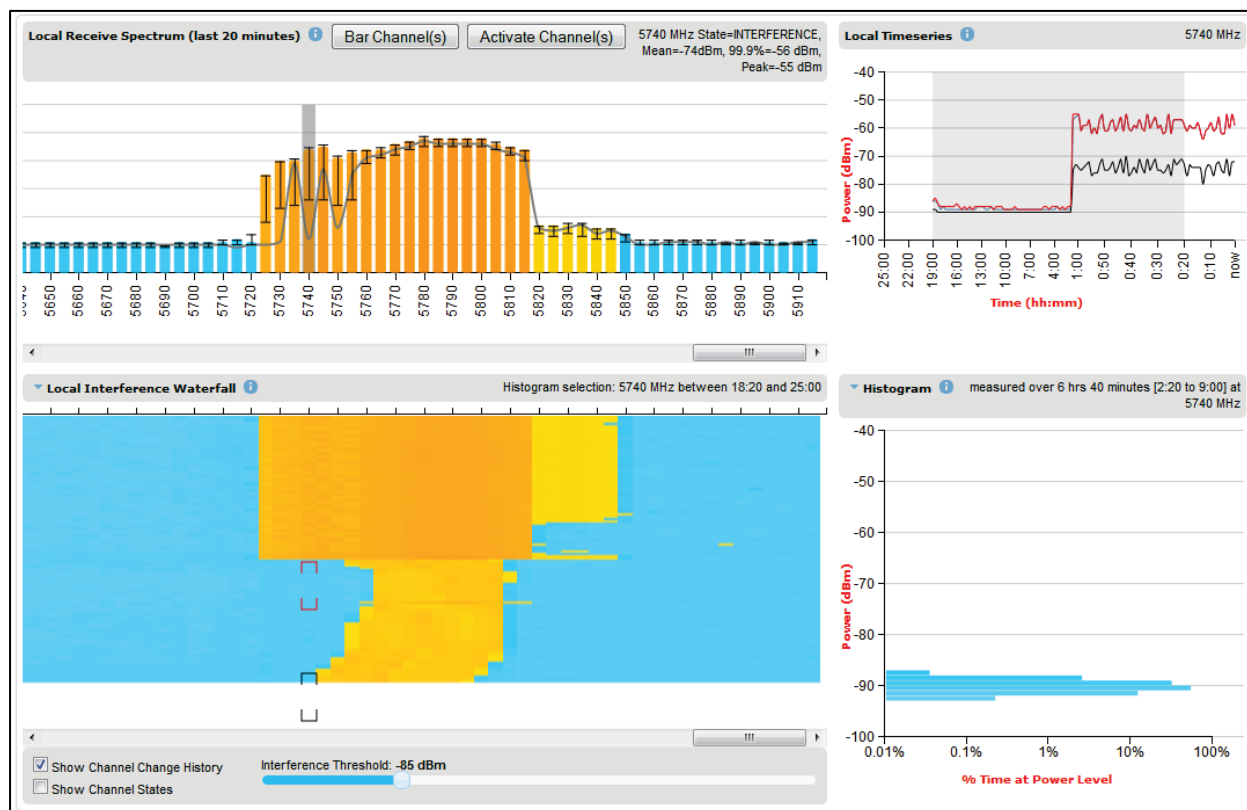 Local Receive Spectrum (last 20 minutes) i Bar Channel(s) Activate Channel(s) 5740 MHz State=INTERFERENCE,
Mean=-74dBm, 99.9%=-56 dBm,
Peak=-55 dBm
5650 5660 5670 5680 5690 5700 5710 5720 5730 5740 5750 5760 5770 5780 5790 5800 5810 5820 5830 5840 5850 5860 5870 5880 5890 5900 5910
Local Timeseries i 5740 MHz
-40
-50
-60
-70
-80
-90
-100
Power (dBm)
25:00 22:00 19:00 16:00 13:00 10:00 7:00 4:00 1:00 0:50 0:40 0:30 0:20 0:10 now
Time (hh:mm)
Local Interference Waterfall i Histogram selection: 5740 MHz between 18:20 and 25:00
Show Channel Change History
Show Channel States
Interference Threshold: -85 dBm
Histogram i measured over 6 hrs 40 minutes [2:20 to 9:00] at
5740 MHz
-40
-50
-60
-70
-80
-90
-100
Power (dBm)
0.01% 0.1% 1% 10% 100%
% Time at Power Level